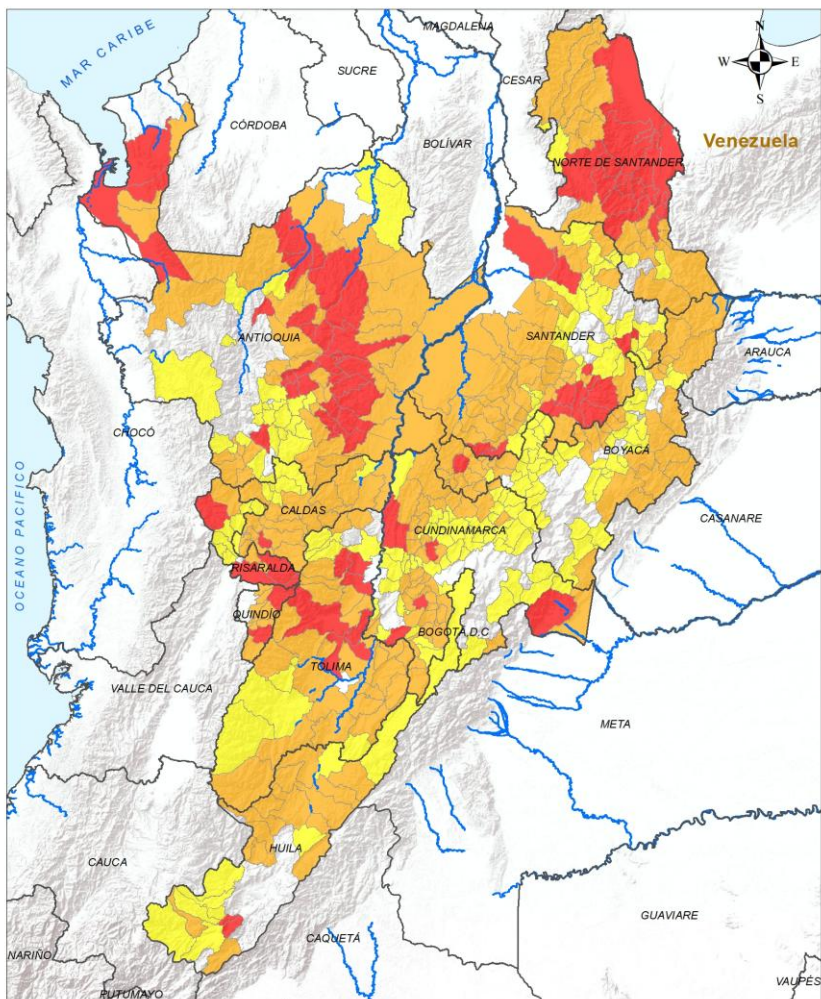 MAGDALENA
N
W E
S
MAR CARIBE
SUCRE
CESAR
CÓRDOBA
BOLÍVAR
Venezuela
NORTE DE SANTANDER
ANTIOQUIA
SANTANDER
ARAUCA
CHOCÓ
BOYACÁ
OCEANO PACIFICO
CALDAS
CUNDINAMARCA
CASANARE
RISARALDA
QUINDÍO
BOGOTÁ D.C
TOLIMA
VALLE DEL CAUCA
META
HUILA
CAUCA
GUAVIARE
CAQUETÁ
NARIÑO
PUTUMAYO
VAUPÉS